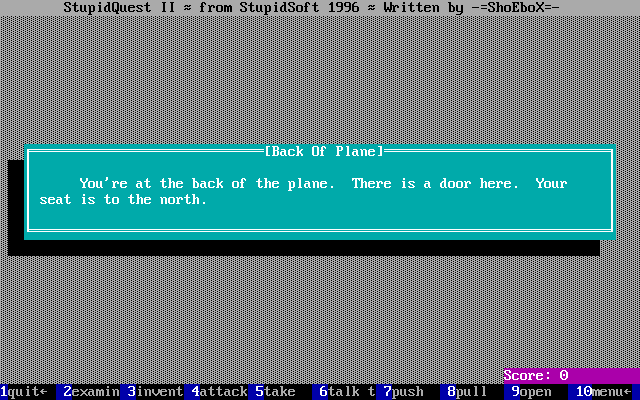 StupidQuest II ≈ from StupidSoft 1996 ≈ Written by -=ShoEboX=-
[Back Of Plane]
You're at the back of the plane.  There is a door here.  Your
seat is to the north.
Score: 0
1quit← 2examin 3invent 4attack 5take 6talk t 7push 8pull 9open 10menu←